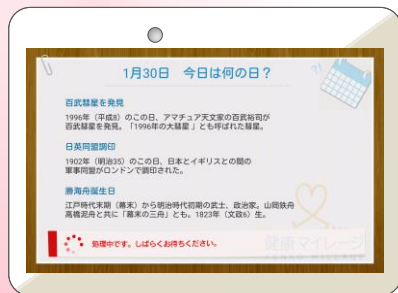 1月30日 今日は何の日？
百武彗星を発見
1996年（平成8）のこの日、アマチュア天文家の百武裕司が
百武彗星を発見。「1996年の大彗星」とも呼ばれた彗星。
日英同盟調印
1902年（明治35）のこの日、日本とイギリスとの間の
軍事同盟がロンドンで調印された。
勝海舟誕生日
江戸時代末期（幕末）から明治時代初期の武士、政治家。山岡鉄舟
高橋泥舟と共に「幕末の三舟」とも。1823年（文政6）生。
処理中です。しばらくお待ちください。
健康マイレージ